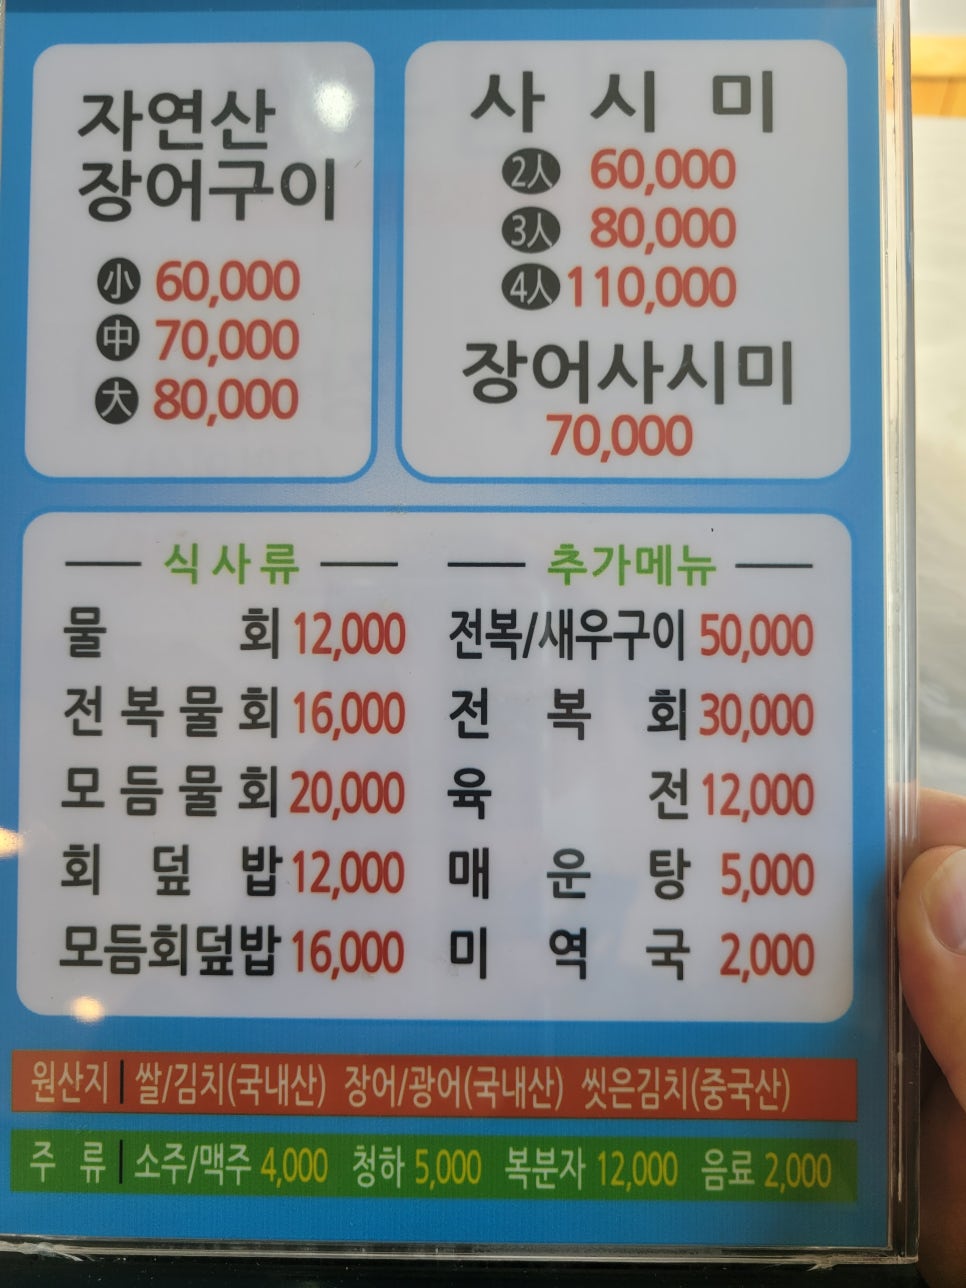 자연산
장어구이
小 60,000
中 70,000
大 80,000
사 시 미
2人 60,000
3人 80,000
4人 110,000
장어사시미
70,000
식사류
물 회 12,000
전복물회 16,000
모듬물회 20,000
회 덮 밥 12,000
모듬회덮밥 16,000
추가메뉴
전복/새우구이 50,000
전 복 회 30,000
육 전 12,000
매 운 탕 5,000
미 역 국 2,000
원산지 | 쌀/김치(국내산) 장어/광어(국내산) 씻은김치(중국산)
주 류 | 소주/맥주 4,000 청하 5,000 복분자 12,000 음료 2,000